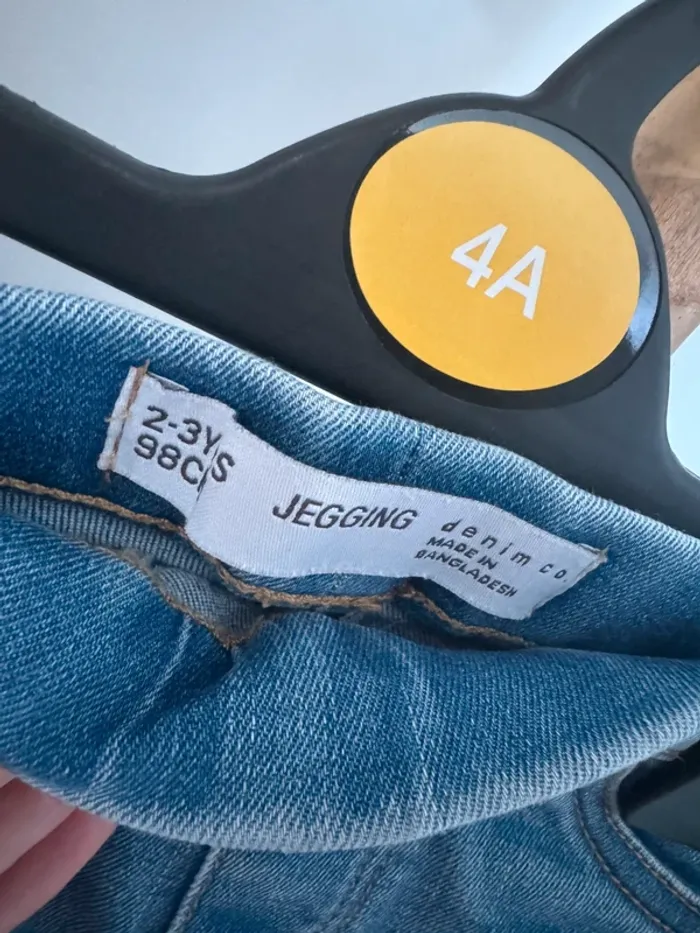 4A
2-3Y
98C
S
JEGGING
denim co.
MADE IN
BANGLADESH